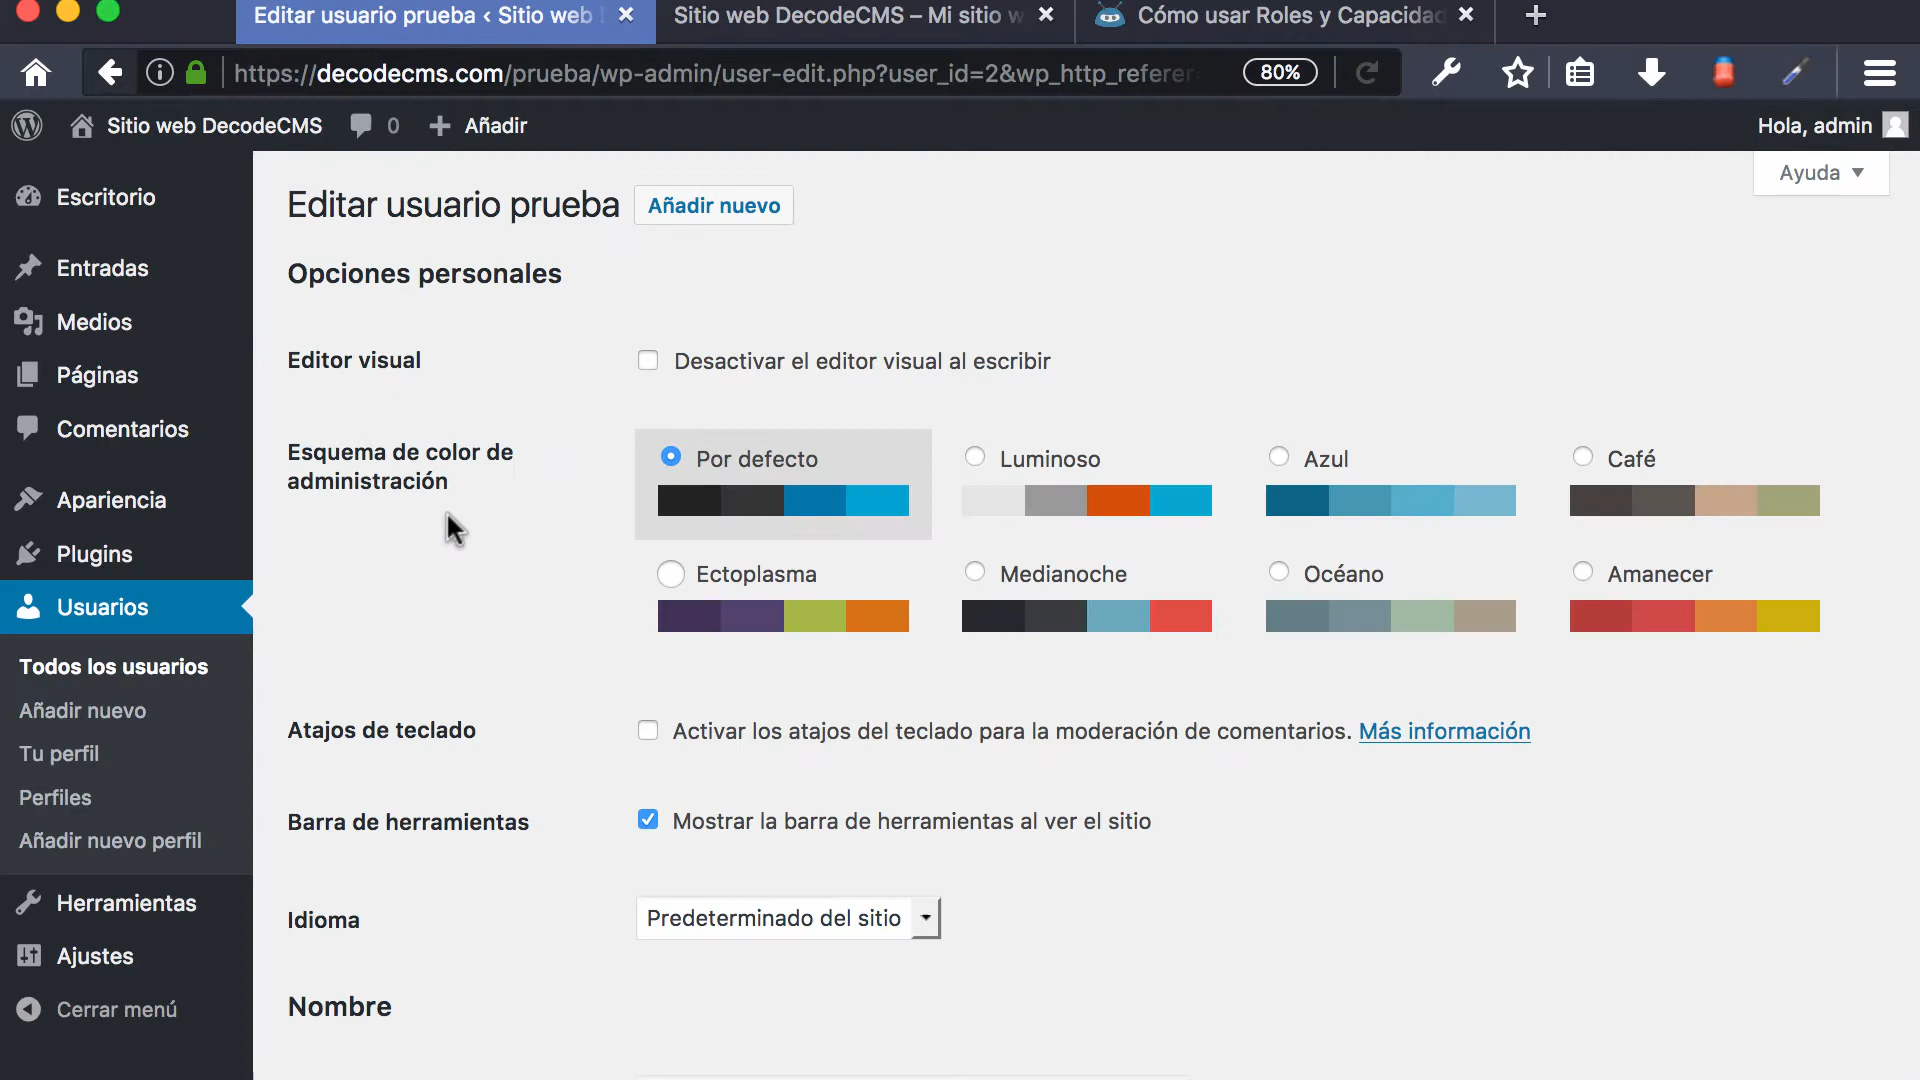 Editar usuario prueba ‹ Sitio web
Sitio web DecodeCMS – Mi sitio w
Cómo usar Roles y Capacidad
https://decodecms.com/prueba/wp-admin/user-edit.php?user_id=2&wp_http_referer
80%
Sitio web DecodeCMS
0
Añadir
Hola, admin
Ayuda
Escritorio
Entradas
Medios
Páginas
Comentarios
Apariencia
Plugins
Usuarios
Todos los usuarios
Añadir nuevo
Tu perfil
Perfiles
Añadir nuevo perfil
Herramientas
Ajustes
Cerrar menú
Editar usuario prueba
Añadir nuevo
Opciones personales
Editor visual
Desactivar el editor visual al escribir
Esquema de color de
administración
Por defecto
Luminoso
Azul
Café
Ectoplasma
Medianoche
Océano
Amanecer
Atajos de teclado
Activar los atajos del teclado para la moderación de comentarios. Más información
Barra de herramientas
Mostrar la barra de herramientas al ver el sitio
Idioma
Predeterminado del sitio
Nombre